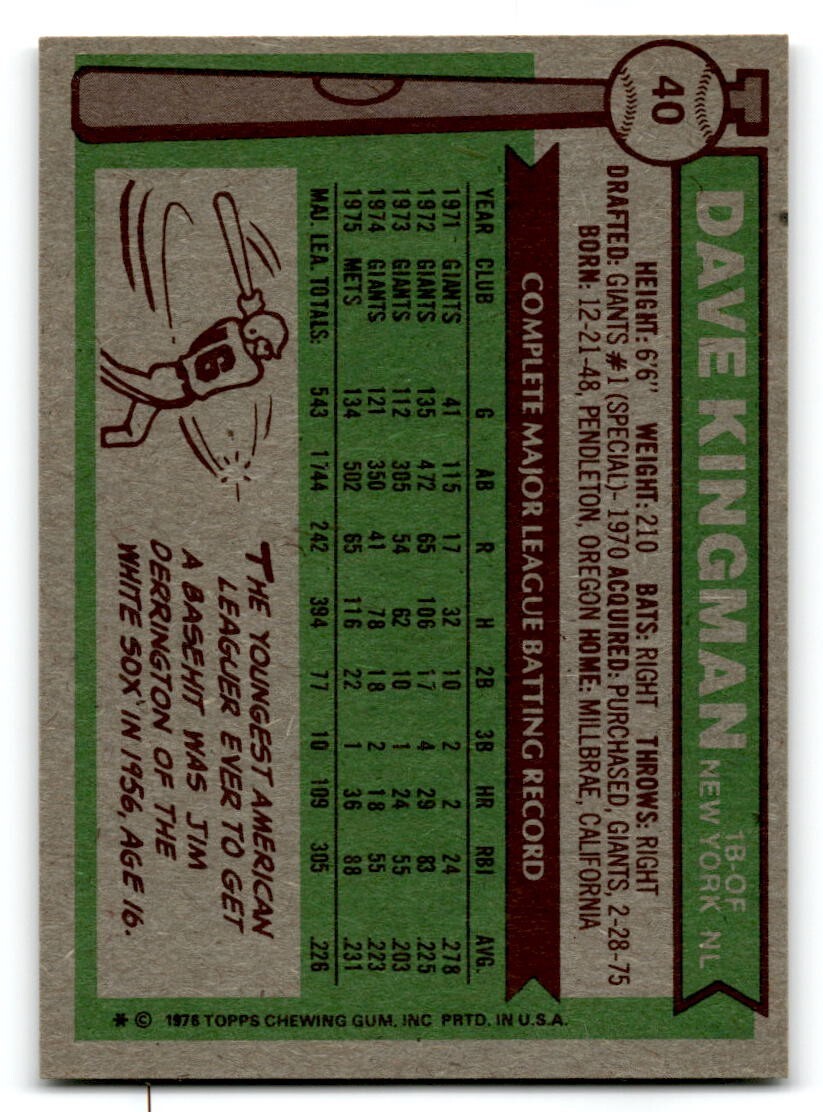 40
DAVE KINGMAN
1B-OF
NEW YORK NL
HEIGHT: 6'6" WEIGHT: 210 BATS: RIGHT THROWS: RIGHT
DRAFTED: GIANTS #1 (SPECIAL)- 1970 ACQUIRED: PURCHASED, GIANTS, 2-28-75
BORN: 12-21-48, PENDLETON, OREGON HOME: MILLBRAE, CALIFORNIA
COMPLETE MAJOR LEAGUE BATTING RECORD
YEAR CLUB G AB R H 2B 3B HR RBI AVG.
1971 GIANTS 41 115 17 32 10 2 2 24 .278
1972 GIANTS 135 472 65 106 17 4 29 83 .225
1973 GIANTS 112 305 54 62 10 1 24 55 .203
1974 GIANTS 121 350 41 78 18 2 18 55 .223
1975 METS 134 502 65 116 22 1 36 88 .231
MAJ. LEA. TOTALS: 543 1744 242 394 77 10 109 305 .226
16
THE YOUNGEST AMERICAN
LEAGUER EVER TO GET
A BASEHIT WAS JIM
DERRINGTON OF THE
WHITE SOX IN 1956, AGE 16.
* © 1976 TOPPS CHEWING GUM, INC PRTD. IN U.S.A.